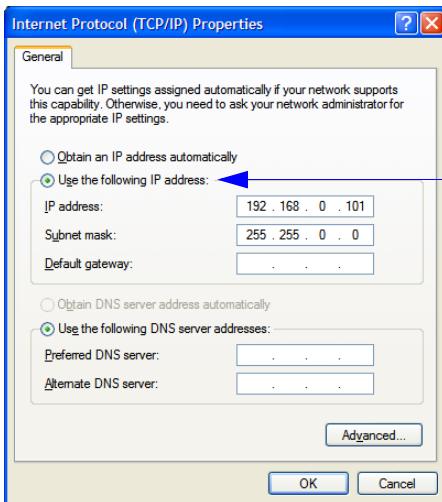 Internet Protocol (TCP/IP) Properties
General
You can get IP settings assigned automatically if your network supports
this capability. Otherwise, you need to ask your network administrator for
the appropriate IP settings.
Obtain an IP address automatically
Use the following IP address:
IP address: 192 . 168 . 0 . 101
Subnet mask: 255 . 255 . 0 . 0
Default gateway: . . .
Obtain DNS server address automatically
Use the following DNS server addresses:
Preferred DNS server: . . .
Alternate DNS server: . . .
Advanced...
OK Cancel